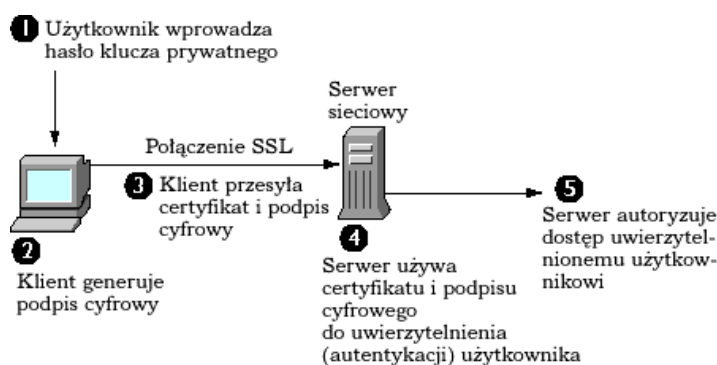 1 Użytkownik wprowadza
hasło klucza prywatnego
Serwer
sieciowy
Połączenie SSL
3 Klient przesyła
certyfikat i podpis
cyfrowy
2
Klient generuje
podpis cyfrowy
4
Serwer używa
certyfikatu i podpisu
cyfrowego
do uwierzytelnienia
(autentykacji) użytkownika
5
Serwer autoryzuje
dostęp uwierzytel-
nionemu użytkow-
nikowi